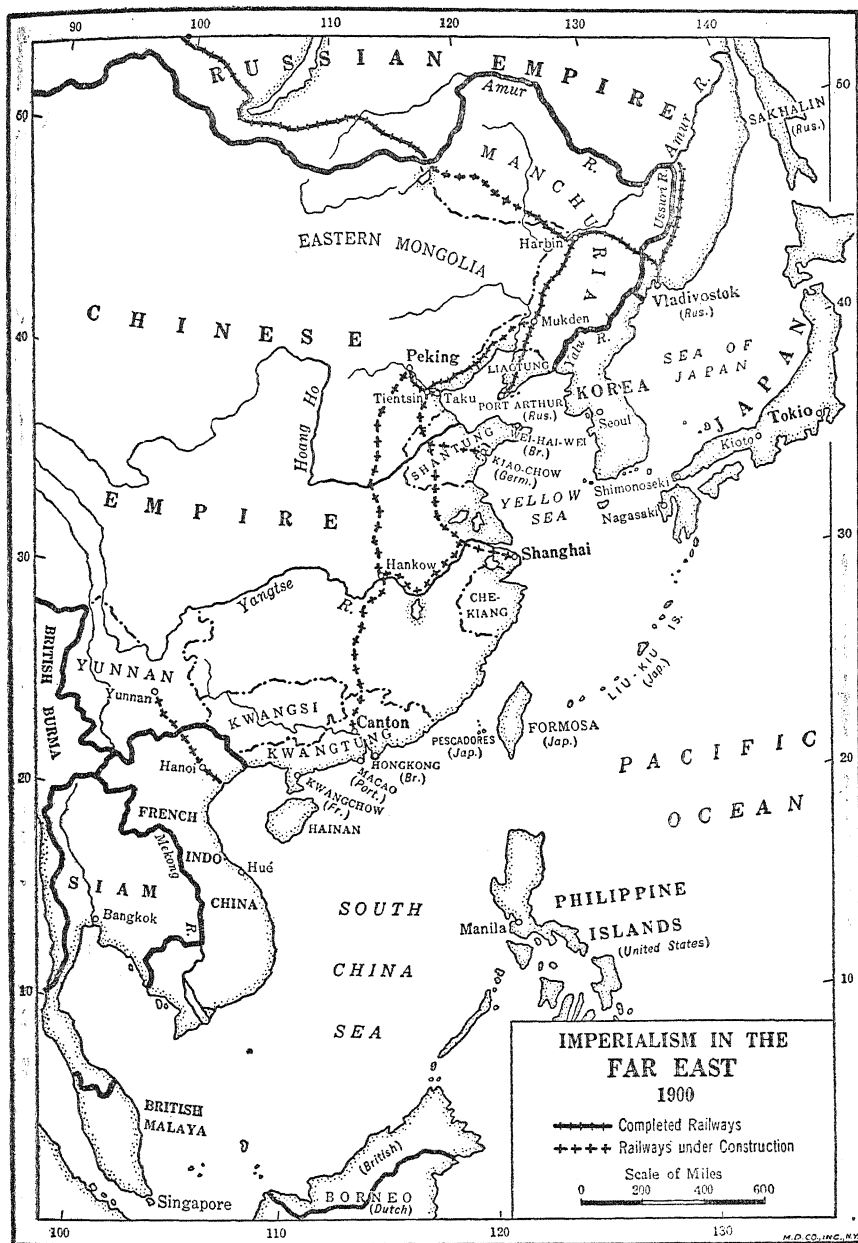 90
100
110
120
130
140
RUSSIAN EMPIRE
50
60
50
Amur
R.
Amur R.
SAKHALIN
(Rus.)
MANCHURIA
Ussuri R.
EASTERN MONGOLIA
Harbin
40
40
CHINESE
EMPIRE
Mukden
Vladivostok
(Rus.)
Yalu R.
SEA OF
JAPAN
JAPAN
Peking
LIAOTUNG
Tientsin
Taku
PORT ARTHUR
(Rus.)
KOREA
Seoul
Tokio
Kioto
Hoang Ho
SHANTUNG
WEI-HAI-WEI
(Br.)
KIAO-CHOW
(Germ.)
YELLOW
SEA
Shimonoseki
Nagasaki
30
29
Shanghai
Hankow
Yangtse
R.
CHE-
KIANG
LIU-KIU IS.
(Jap.)
BRITISH
BURMA
YUNNAN
Yunnan
KWANGSI
Canton
KWANGTUNG
PESCADORES
(Jap.)
FORMOSA
(Jap.)
20
20
Hanoi
HONGKONG
(Br.)
MACAO
(Port.)
KWANGCHOW
(Fr.)
HAINAN
PACIFIC
OCEAN
FRENCH
INDO
CHINA
Mekong
R.
Hué
SIAM
Bangkok
SOUTH
CHINA
SEA
Manila
PHILIPPINE
ISLANDS
(United States)
10
10
BRITISH
MALAYA
Singapore
(British)
BORNEO
(Dutch)
IMPERIALISM IN THE
FAR EAST
1900
Completed Railways
Railways under Construction
Scale of Miles
0 200 400 600
100
110
120
130
M.D.CO., INC., N.Y.